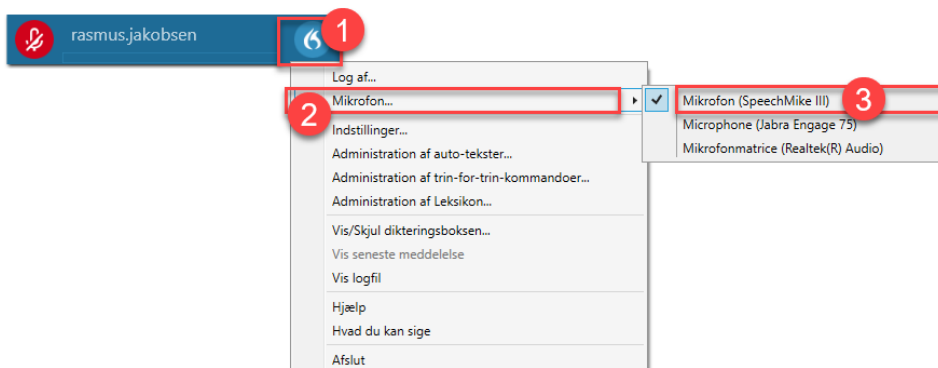 rasmus.jakobsen
1
Log af...
2
Mikrofon...
3
Mikrofon (SpeechMike III)
Microphone (Jabra Engage 75)
Mikrofonmatrice (Realtek(R) Audio)
Indstillinger...
Administration af auto-tekster...
Administration af trin-for-trin-kommandoer...
Administration af Leksikon...
Vis/Skjul dikteringsboksen...
Vis seneste meddelelse
Vis logfil
Hjælp
Hvad du kan sige
Afslut